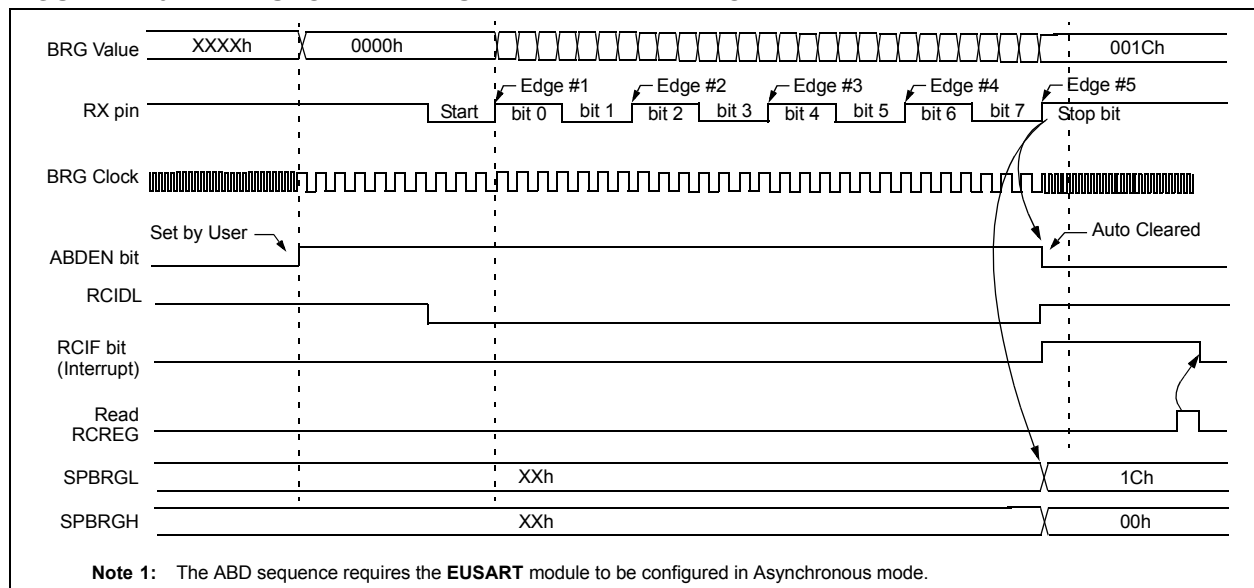 BRG Value XXXXh 0000h 001Ch
Edge #1 Edge #2 Edge #3 Edge #4 Edge #5
RX pin Start bit 0 bit 1 bit 2 bit 3 bit 4 bit 5 bit 6 bit 7 Stop bit
BRG Clock
Set by User Auto Cleared
ABDEN bit
RCIDL
RCIF bit
(Interrupt)
Read
RCREG
SPBRGL XXh 1Ch
SPBRGH XXh 00h
Note 1: The ABD sequence requires the EUSART module to be configured in Asynchronous mode.